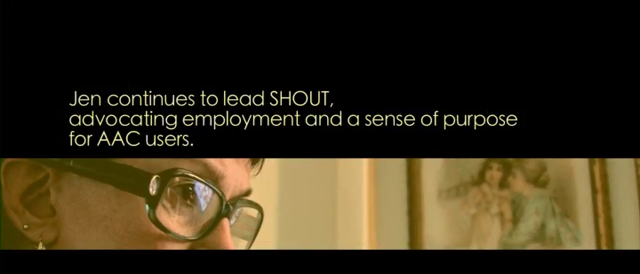 Jen continues to lead SHOUT,
advocating employment and a sense of purpose
for AAC users.